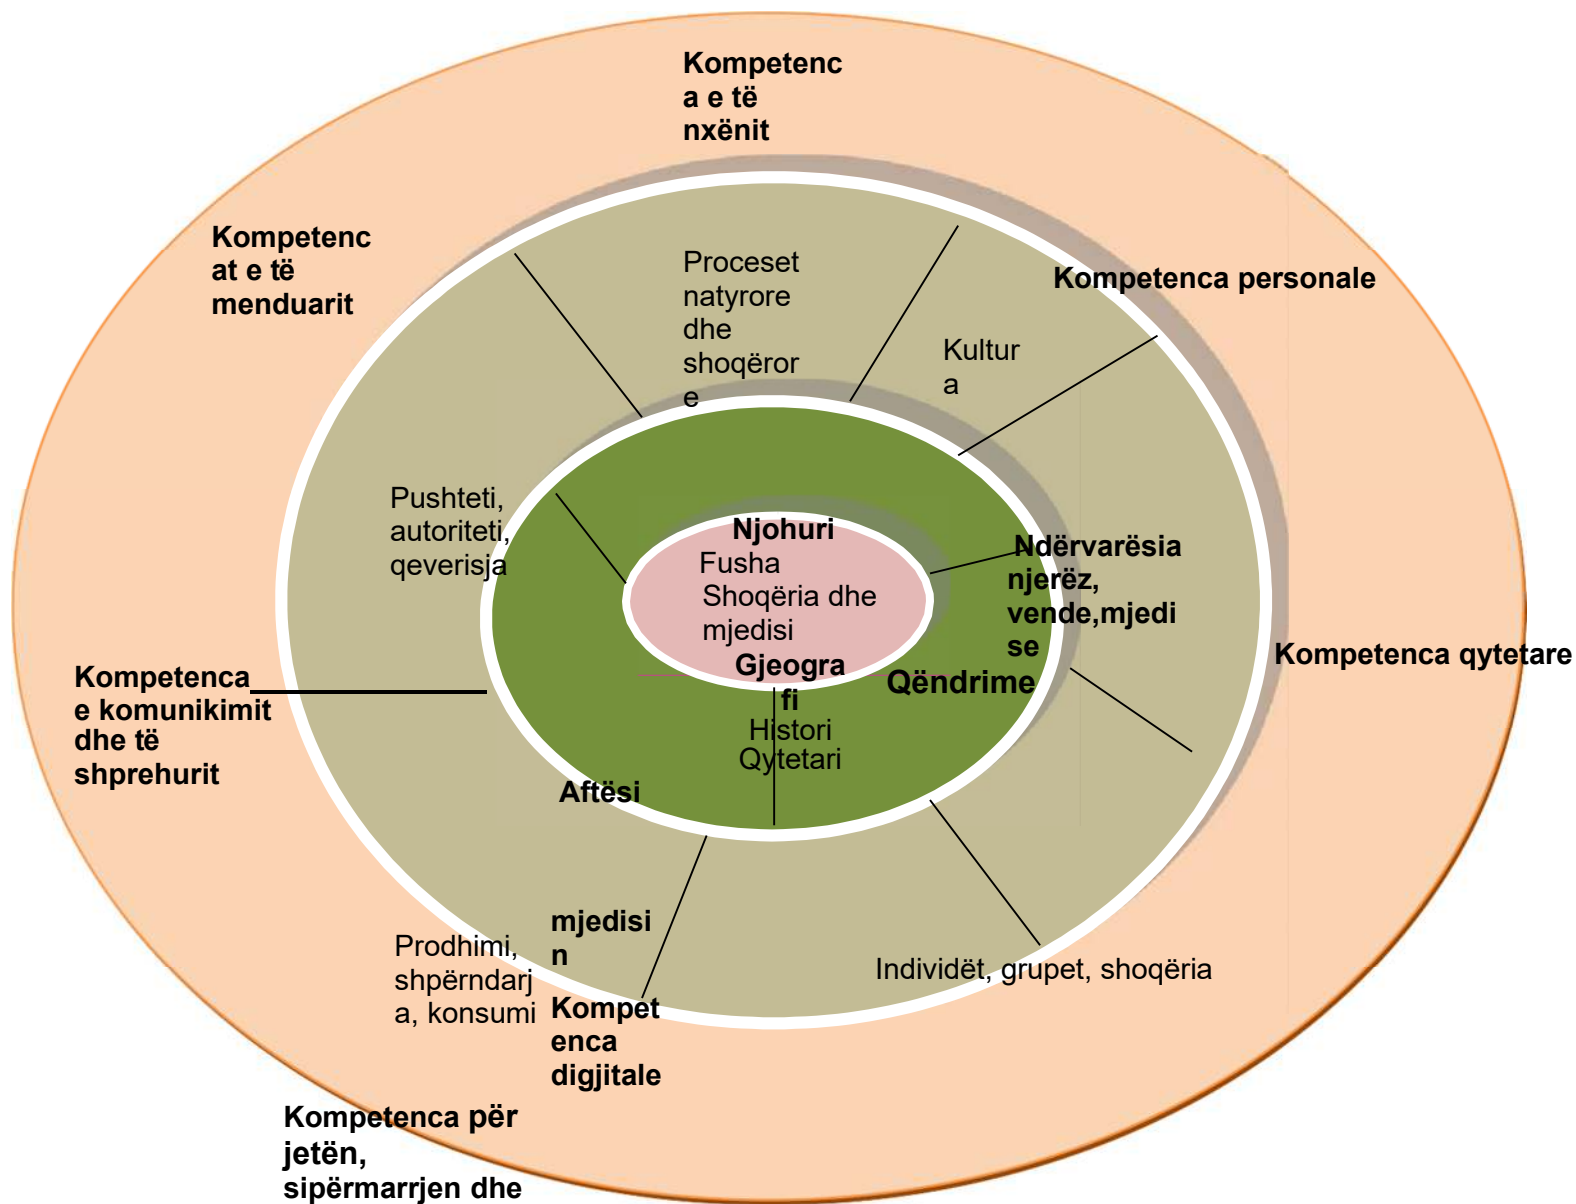 Kompetenc
a e të
nxënit
Kompetenc
at e të
menduarit
Proceset
natyrore
dhe
shoqëror
e
Kompetenca personale
Kultur
a
Pushteti,
autoriteti,
qeverisja
Njohuri
Fusha
Shoqëria dhe
mjedisi
Gjeogra
fi
Histori
Qytetari
Ndërvarësia
njerëz,
vende,mjedi
se
Qëndrime
Kompetenca qytetare
Kompetenca
e komunikimit
dhe të
shprehurit
Aftësi
mjedisi
n
Prodhimi,
shpërndarj
a, konsumi
Individët, grupet, shoqëria
Kompet
enca
digjitale
Kompetenca për
jetën,
sipërmarrjen dhe